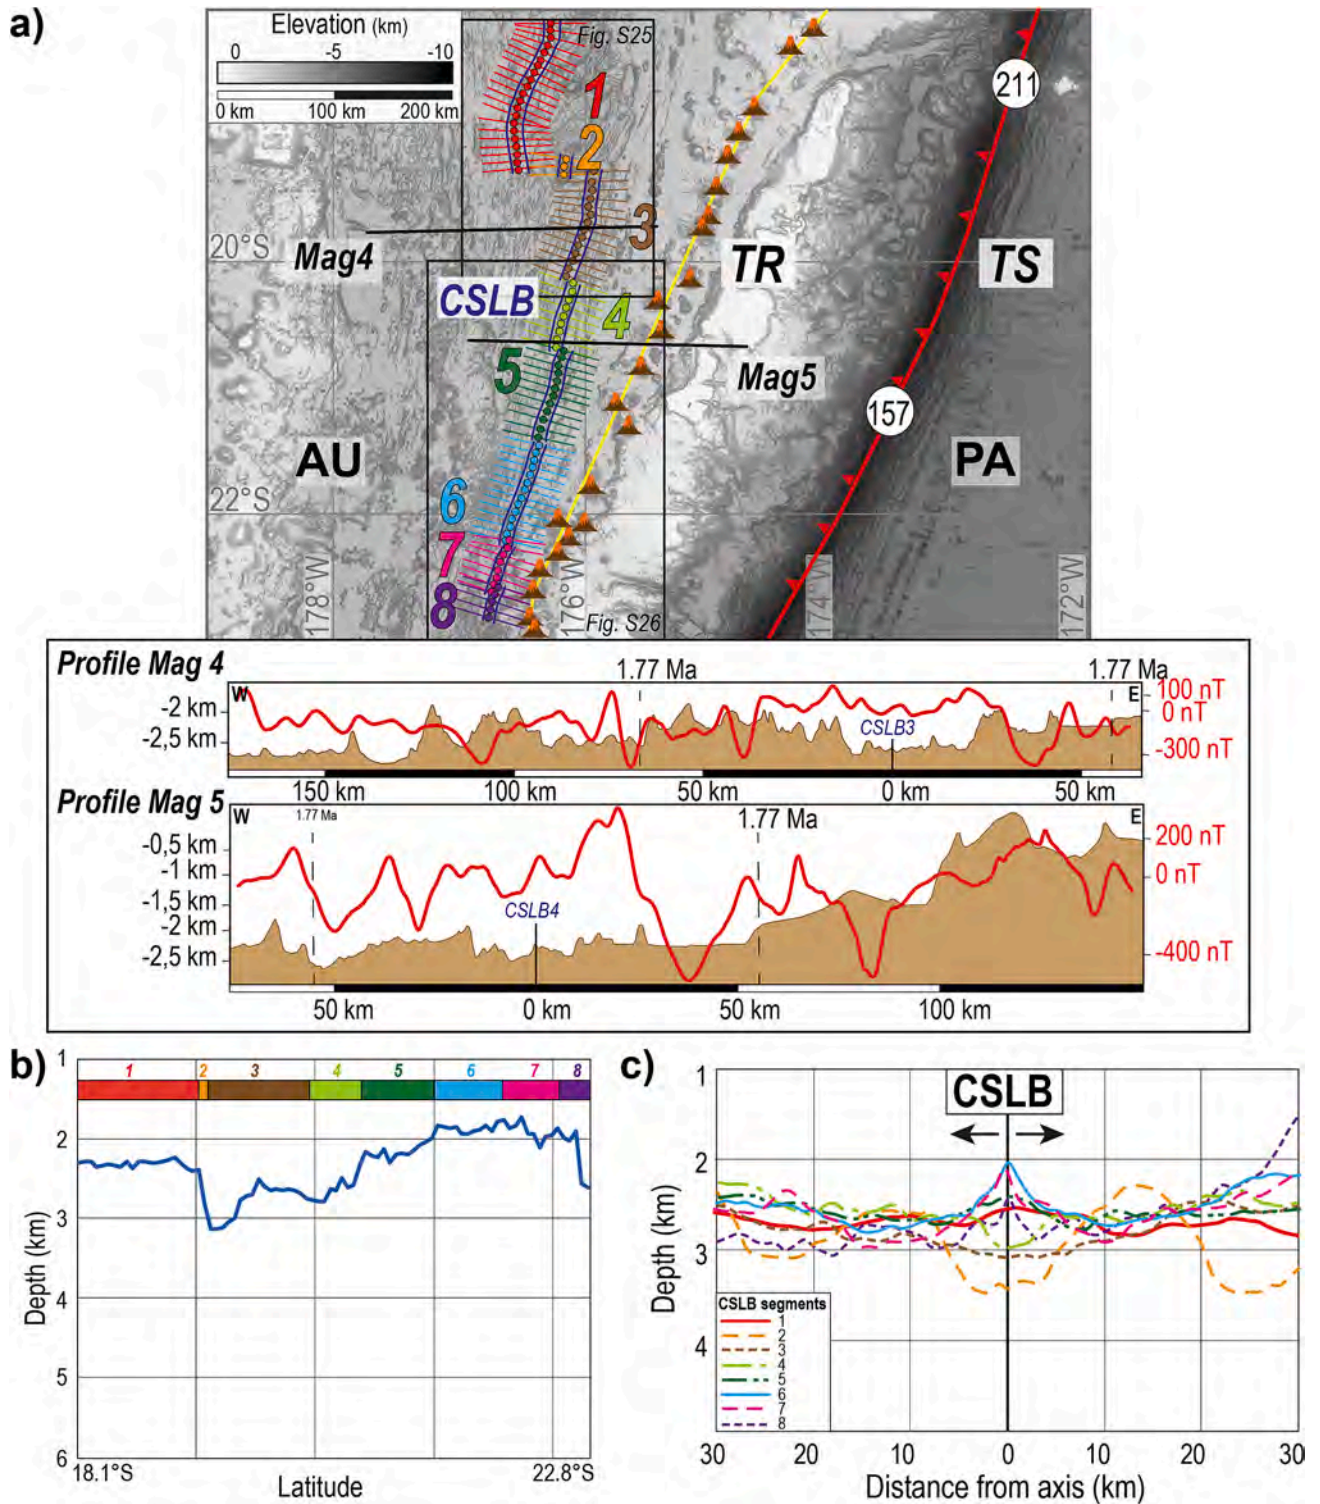 a)
Elevation (km)
0 -5 -10
0 km 100 km 200 km
Fig. S25
211
1
2
3
20°S
Mag4
TR
TS
CSLB
4
5
Mag5
157
AU
PA
6
22°S
7
8
178°W
176°W
174°W
172°W
Fig. S26
Profile Mag 4
1.77 Ma 1.77 Ma
W E
-2 km
-2,5 km
100 nT
0 nT
-300 nT
CSLB3
150 km 100 km 50 km 0 km 50 km
Profile Mag 5
W 1.77 Ma 1.77 Ma E
-0,5 km
-1 km
-1,5 km
-2 km
-2,5 km
200 nT
0 nT
-400 nT
CSLB4
50 km 0 km 50 km 100 km
b)
1 2 3 4 5 6 7 8
1
2
3
4
5
6
Depth (km)
18.1°S 22.8°S
Latitude
c)
CSLB
1
2
3
4
Depth (km)
CSLB segments
1
2
3
4
5
6
7
8
30 20 10 0 10 20 30
Distance from axis (km)